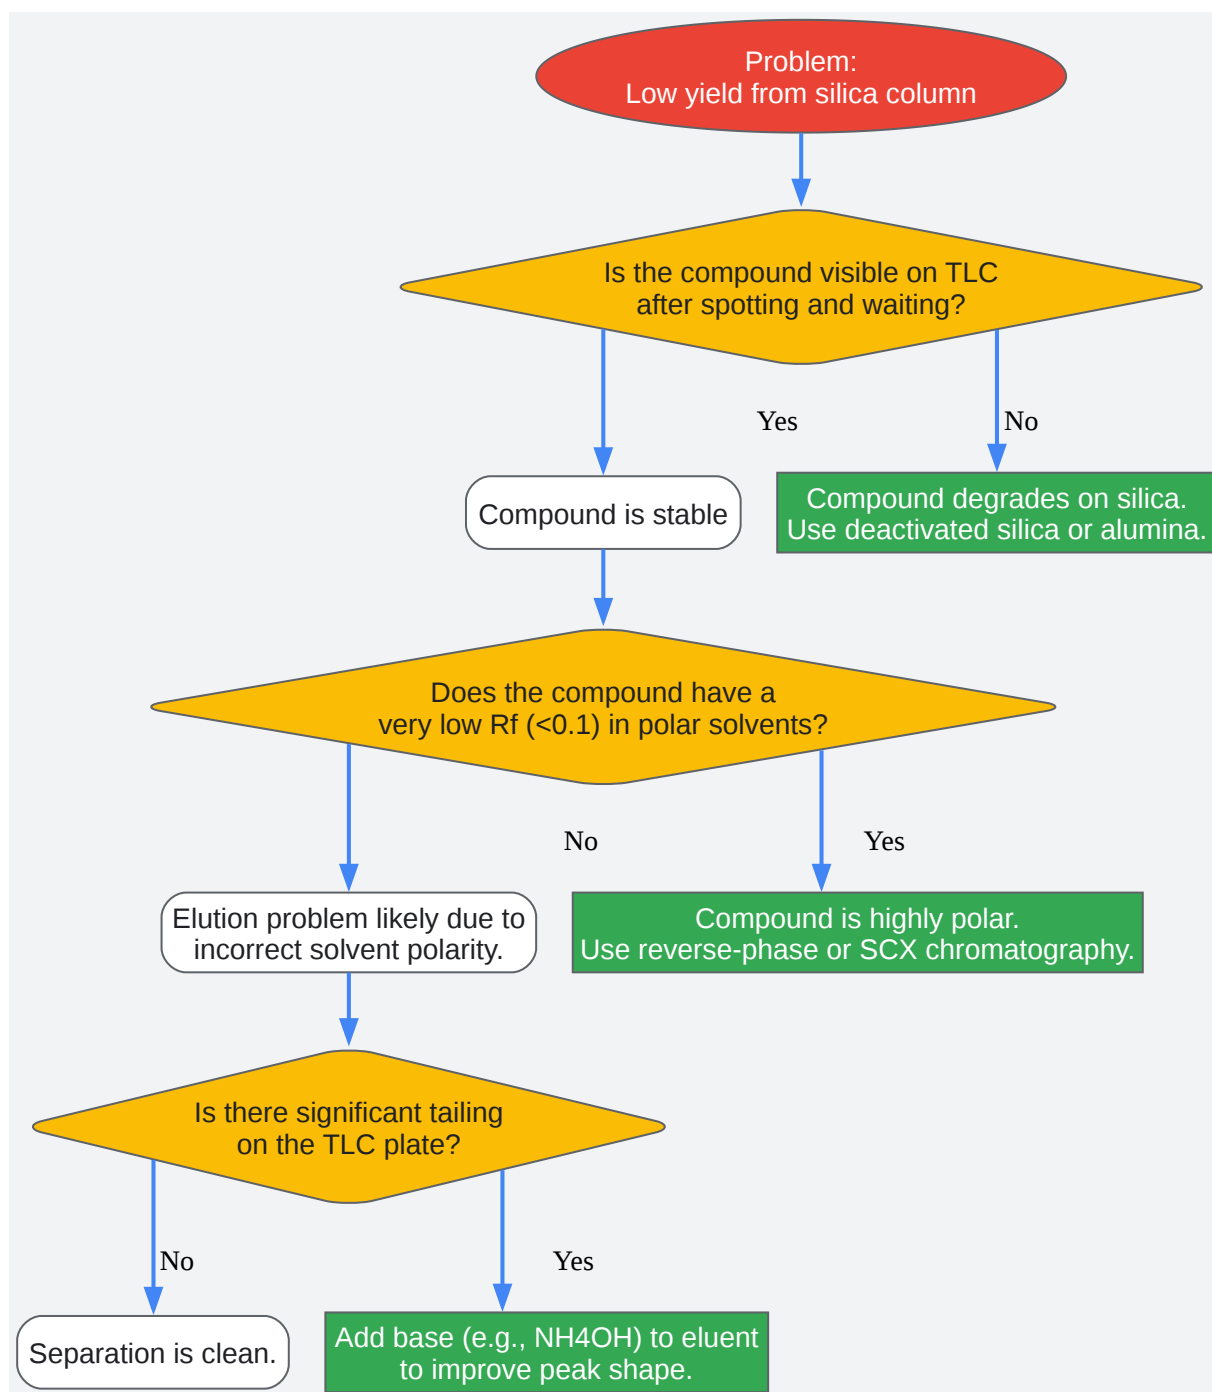 Problem:
Low yield from silica column
Is the compound visible on TLC
after spotting and waiting?
Yes
No
Compound is stable
Compound degrades on silica.
Use deactivated silica or alumina.
Does the compound have a
very low Rf (<0.1) in polar solvents?
No
Yes
Elution problem likely due to
incorrect solvent polarity.
Compound is highly polar.
Use reverse-phase or SCX chromatography.
Is there significant tailing
on the TLC plate?
No
Yes
Separation is clean.
Add base (e.g., NH4OH) to eluent
to improve peak shape.